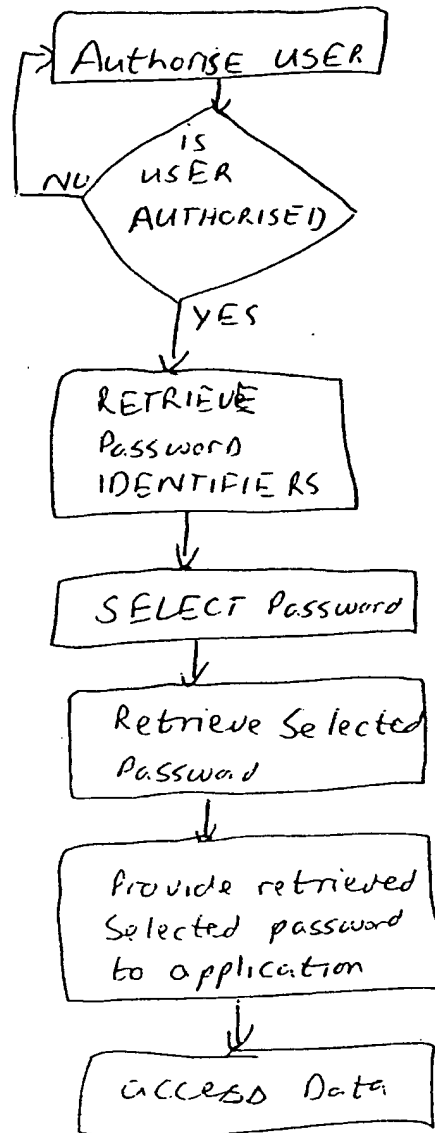 Authorise USER
is
USER
AUTHORISED
NO
YES
RETRIEVE
Password
IDENTIFIERS
SELECT Password
Retrieve Selected
Password
Provide retrieved
Selected password
to application
access Data